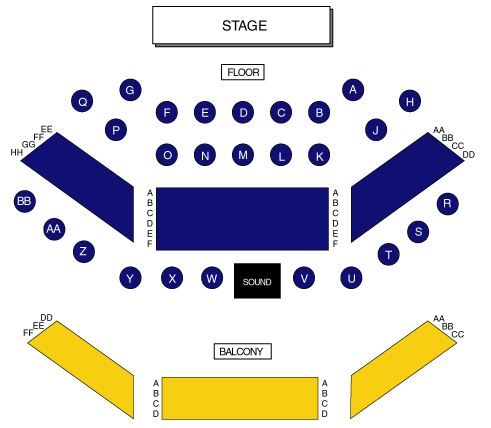 STAGE
FLOOR
G A
Q H
F E D C B
P J
EE AA
FF BB
GG CC
HH DD
O N M L K
A A
B B
C C
D D
E E
F F
BB R
AA S
Z T
Y X W SOUND V U
DD AA
EE BB
FF CC
BALCONY
A A
B B
C C
D D